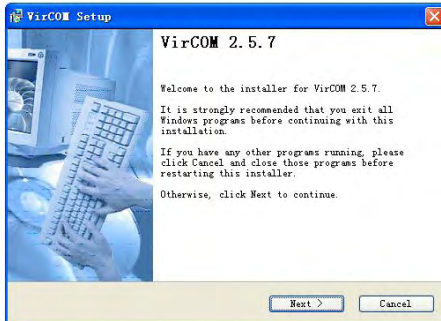 VirCOM Setup
VirCOM 2.5.7
Welcome to the installer for VirCOM 2.5.7.
It is strongly recommended that you exit all
Windows programs before continuing with this
installation.
If you have any other programs running, please
click Cancel and close those programs before
restarting this installer.
Otherwise, click Next to continue.
Next >
Cancel